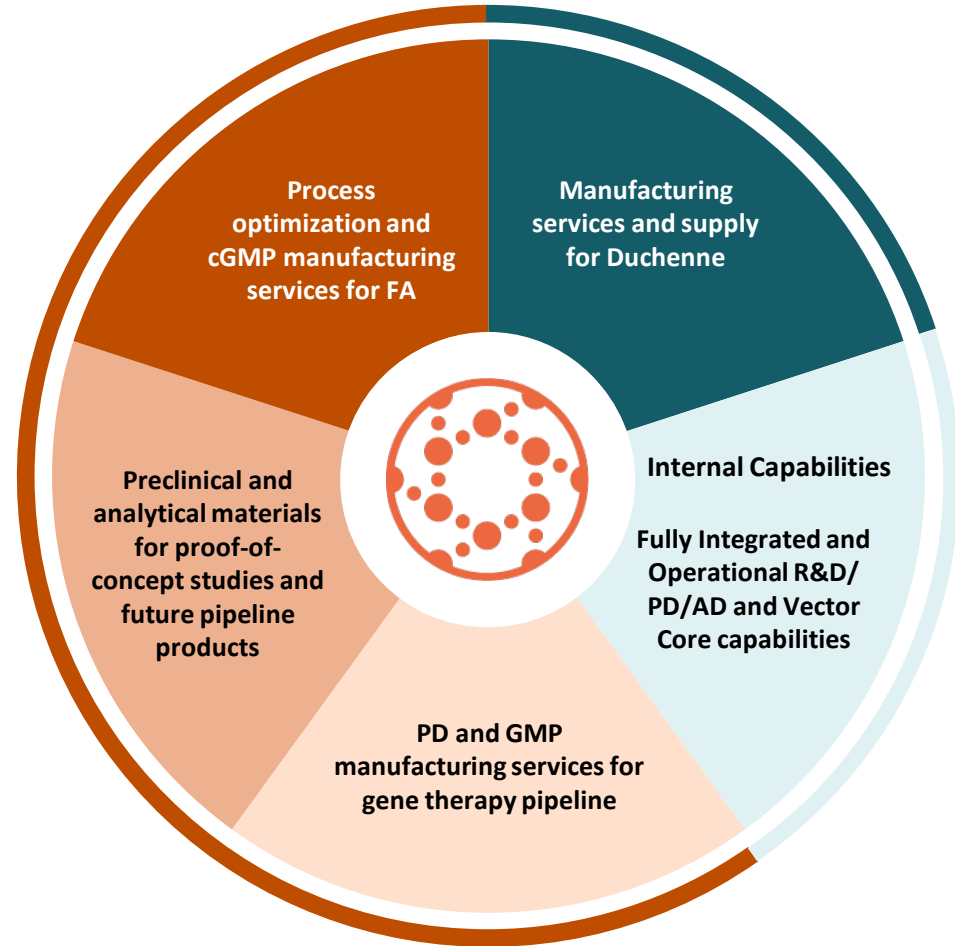 Process
optimization and
cGMP manufacturing
services for FA
Manufacturing
services and supply
for Duchenne
Internal Capabilities
Fully Integrated and
Operational R&D/
PD/AD and Vector
Core capabilities
PD and GMP
manufacturing services for
gene therapy pipeline
Preclinical and
analytical materials
for proof-of-
concept studies and
future pipeline
products